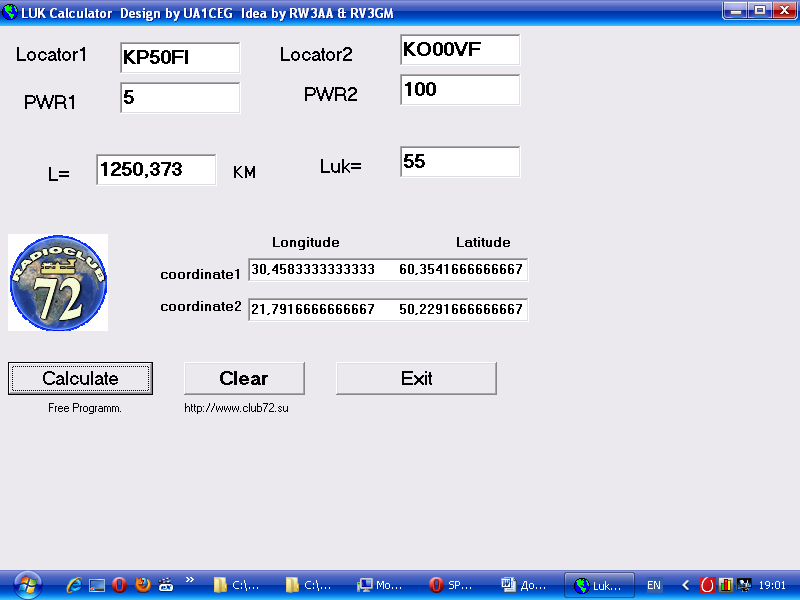 LUK Calculator  Design by UA1CEG  Idea by RW3AA & RV3GM
Locator1 KP50FI Locator2 KO00VF
PWR1 5 PWR2 100
L= 1250,373 KM Luk= 55
RADIOCLUB
72
Longitude Latitude
coordinate1 30,4583333333333 60,3541666666667
coordinate2 21,7916666666667 50,2291666666667
Calculate Clear Exit
Free Programm. http://www.club72.su
C:\... C:\... Mo... SP... До... Luk... EN 19:01